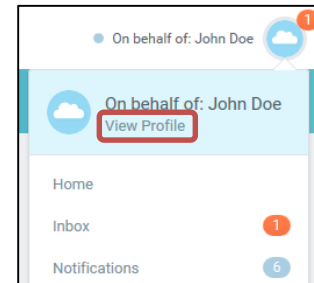 1
On behalf of: John Doe
On behalf of: John Doe
View Profile
Home
Inbox 1
Notifications 6